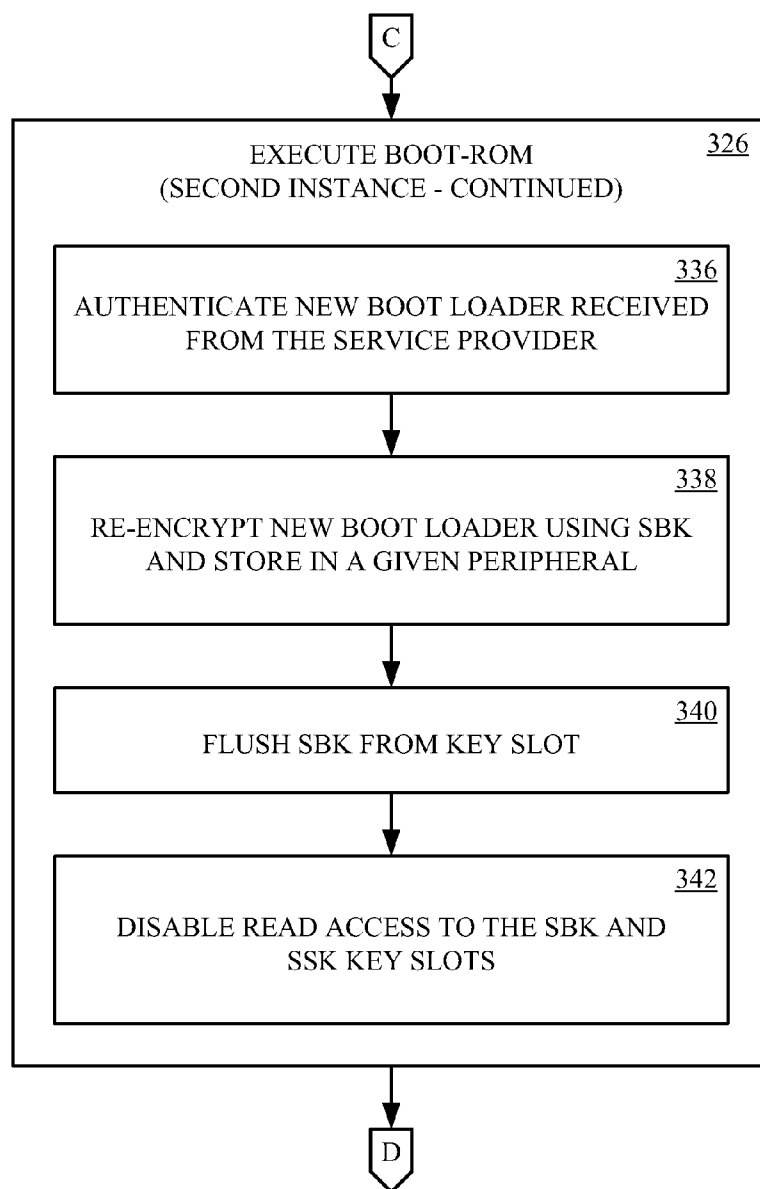 C
326
EXECUTE BOOT-ROM
(SECOND INSTANCE - CONTINUED)
336
AUTHENTICATE NEW BOOT LOADER RECEIVED
FROM THE SERVICE PROVIDER
338
RE-ENCRYPT NEW BOOT LOADER USING SBK
AND STORE IN A GIVEN PERIPHERAL
340
FLUSH SBK FROM KEY SLOT
342
DISABLE READ ACCESS TO THE SBK AND
SSK KEY SLOTS
D